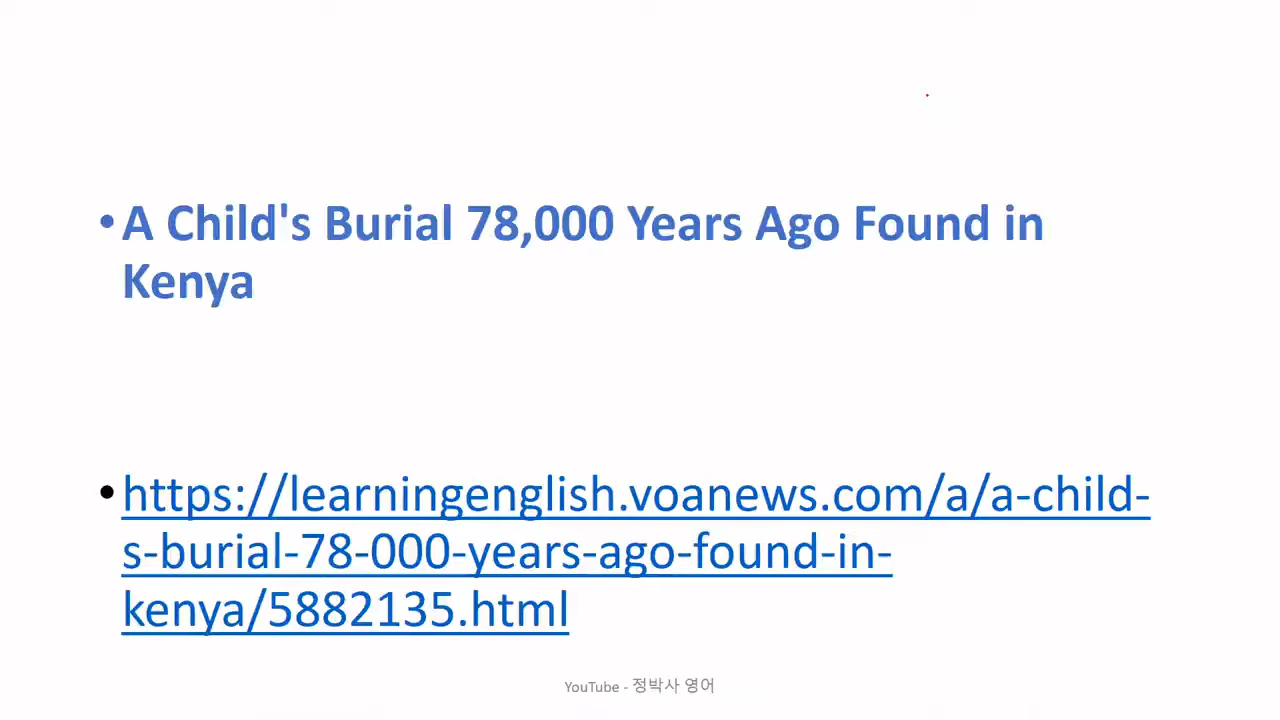 •A Child's Burial 78,000 Years Ago Found in
Kenya
•https://learningenglish.voanews.com/a/a-child-
s-burial-78-000-years-ago-found-in-
kenya/5882135.html
YouTube - 정박사 영어